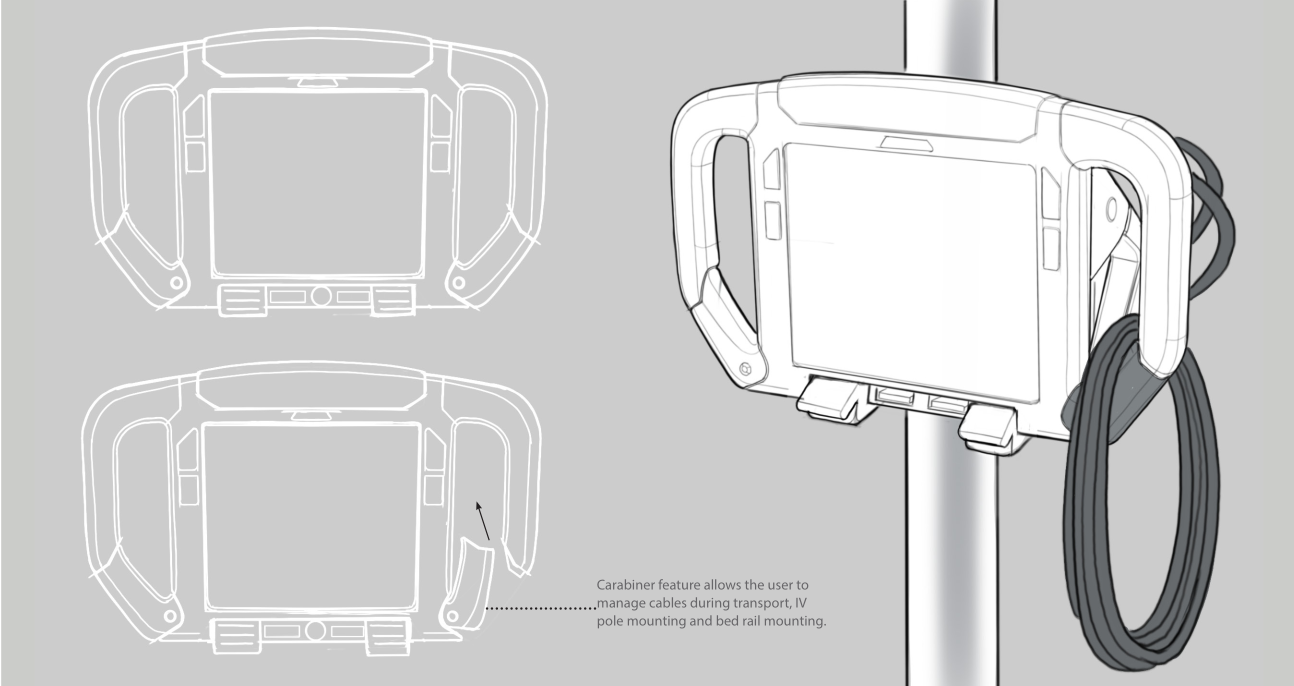 Carabiner feature allows the user to
manage cables during transport, IV
pole mounting and bed rail mounting.